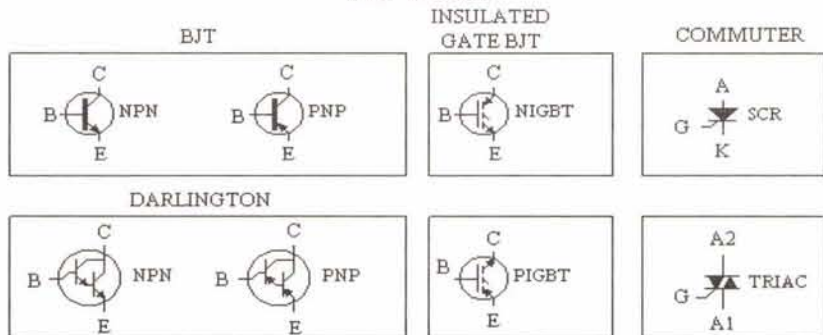 BJT
INSULATED
GATE BJT
COMMUTER
C
B
NPN
E
C
B
PNP
E
C
B
NIGBT
E
A
G
SCR
K
DARLINGTON
C
B
NPN
E
C
B
PNP
E
C
B
PIGBT
E
A2
G
TRIAC
A1